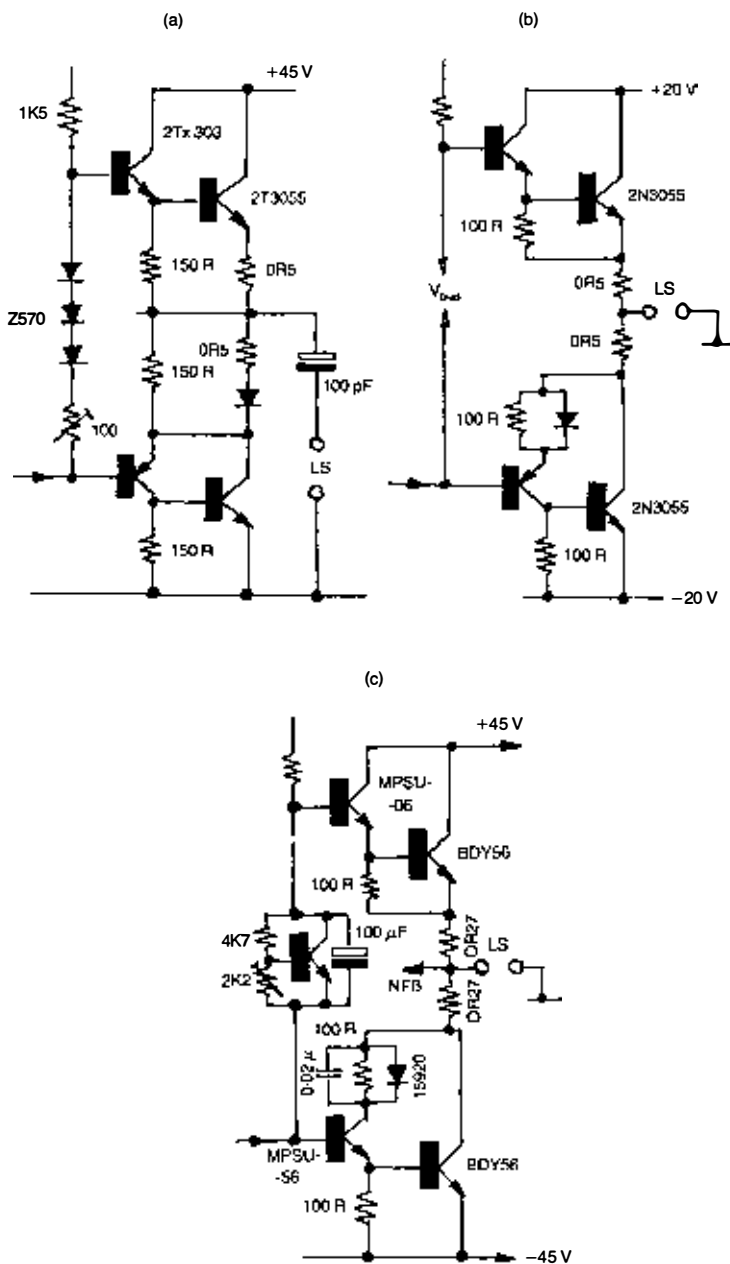 (a)
+45 V
1K5
2Tx 303
2T3055
150 R
0R5
Z570
0R5
150 R
100 pF
100
LS
150 R
(b)
+20 V
2N3055
100 R
0R5
LS
0R5
100 R
2N3055
100 R
−20 V
(c)
+45 V
MPSU-
-06
BDY56
100 R
4K7
100 μF
0R27
LS
2K2
NFB
0R27
100 R
0·02 μ
1S920
MPSU-
-56
BDY56
100 R
−45 V